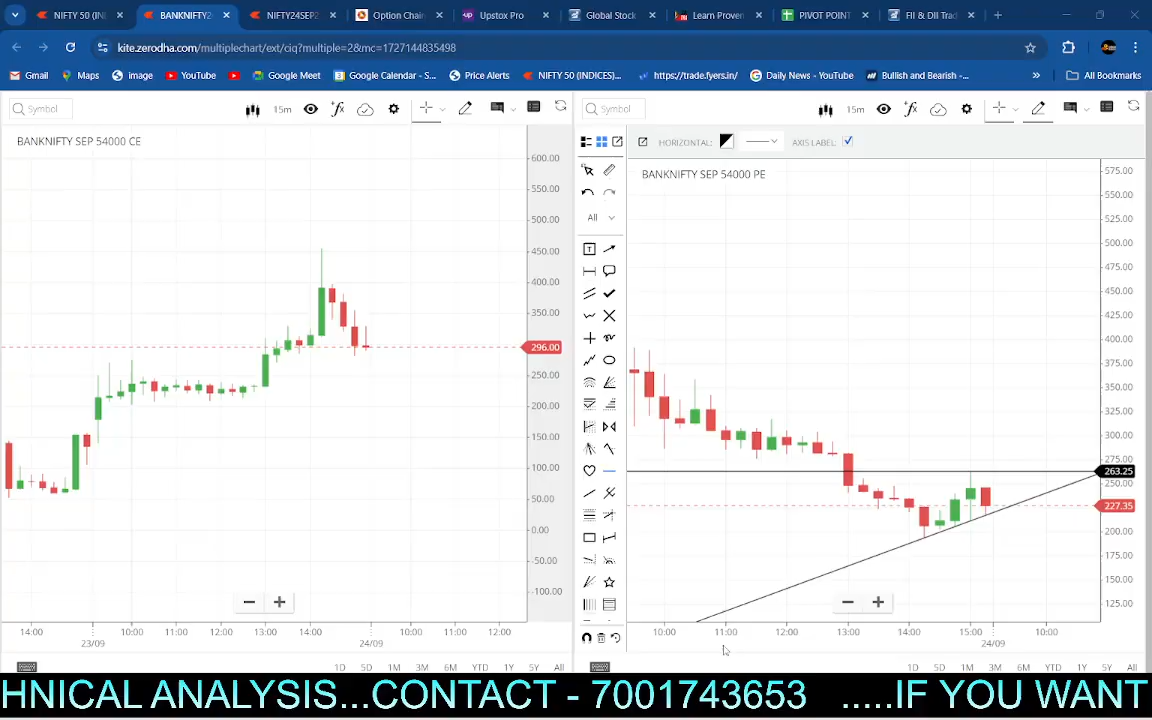 NIFTY 50 (IN
BANKNIFTY2
NIFTY24SEP2
Option Chai
Upstox Pro
Global Stock
Learn Prove
PIVOT POINT
FII & DII Tra
kite.zerodha.com/multiplechart/ext/ciq?multiple=2&mc=1727144835498
Gmail
Maps
image
YouTube
Google Meet
Google Calendar - S...
Price Alerts
NIFTY 50 (INDICES)...
https://trade.fyers.in/
Daily News - YouTube
Bullish and Bearish -...
»
All Bookmarks
Symbol
15m
Symbol
15m
HORIZONTAL:
AXIS LABEL:
BANKNIFTY SEP 54000 CE
BANKNIFTY SEP 54000 PE
All
600.00
550.00
500.00
450.00
400.00
350.00
296.00
250.00
200.00
150.00
100.00
50.00
0.00
-50.00
-100.00
575.00
550.00
525.00
500.00
475.00
450.00
425.00
400.00
375.00
350.00
325.00
300.00
275.00
263.25
250.00
227.35
200.00
175.00
150.00
125.00
14:00 10:00 11:00 12:00 13:00 14:00 10:00 11:00 12:00
23/09 24/09
10:00 11:00 12:00 13:00 14:00 15:00 10:00
24/09
1D 5D 1M 3M 6M YTD 1Y 5Y All
1D 5D 1M 3M 6M YTD 1Y 5Y All
HNICAL ANALYSIS...CONTACT - 7001743653 .....IF YOU WANT